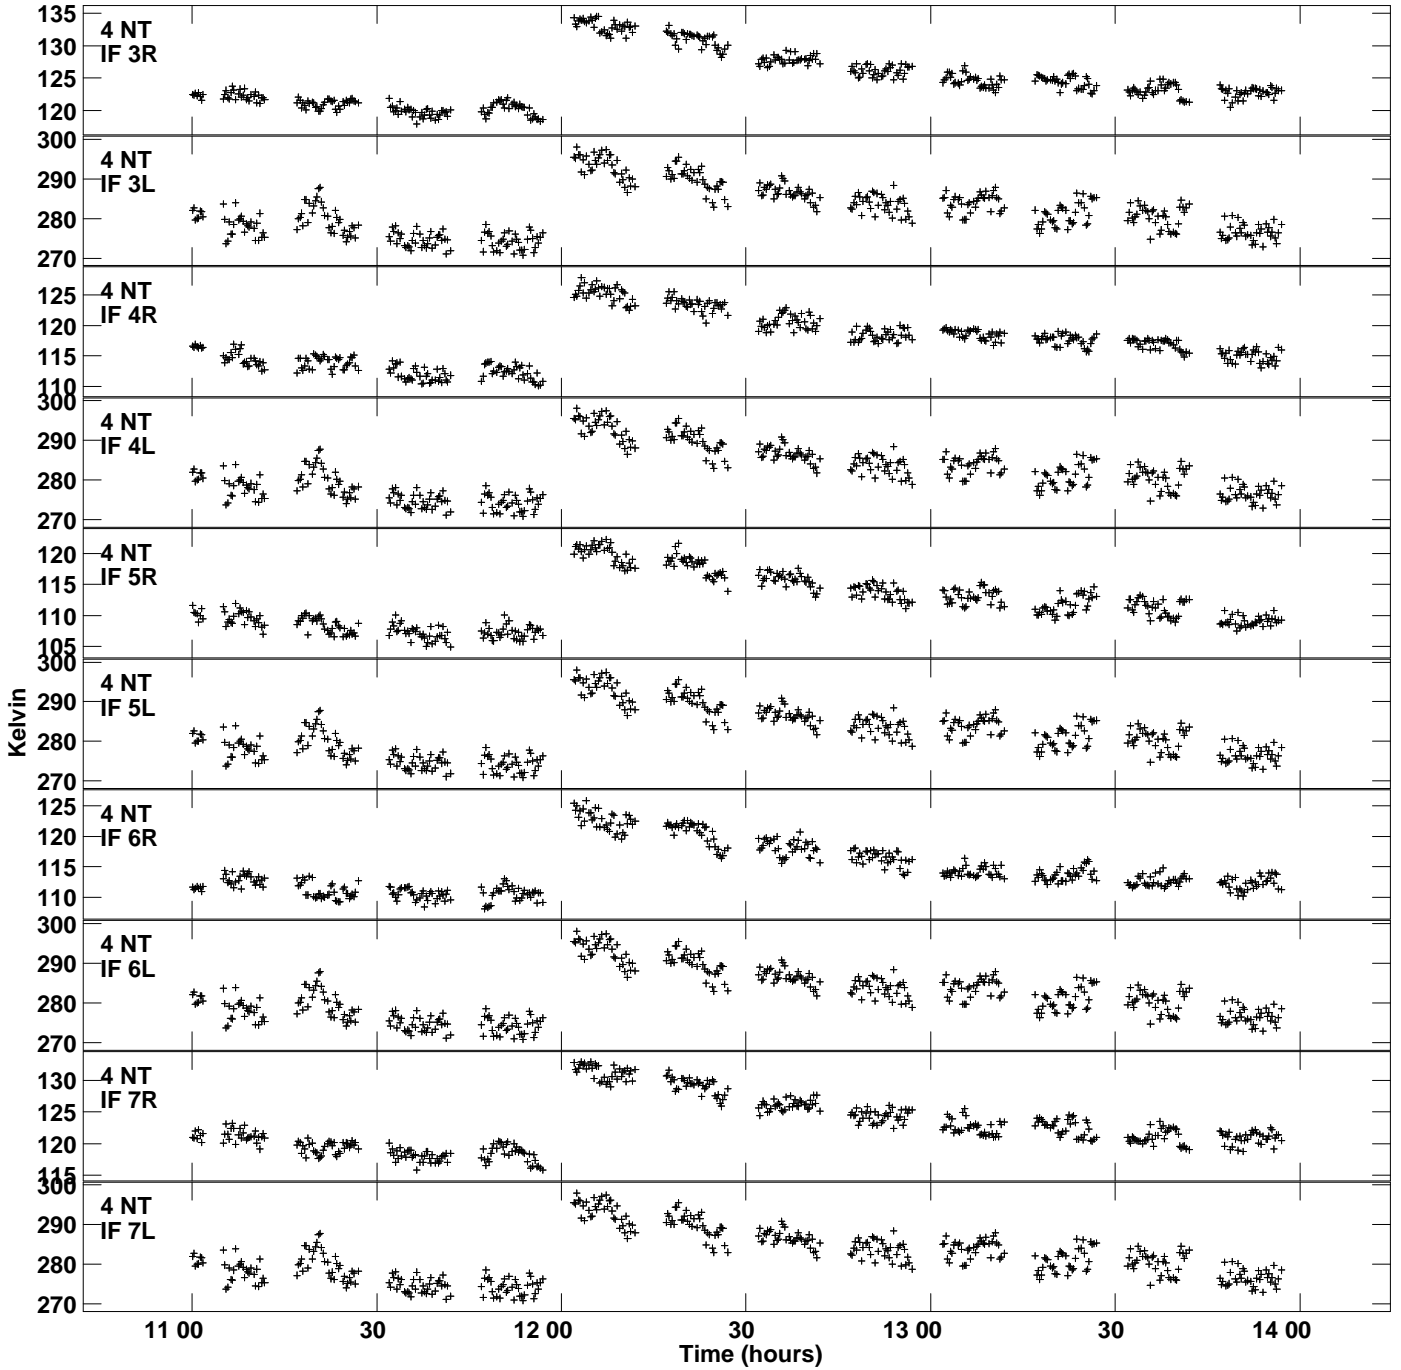 135
4 NT
130
IF 3R
125
120
300
4 NT
290
IF 3L
280
270
125
4 NT
IF 4R
120
115
110
300
4 NT
290
IF 4L
280
270
120
4 NT
IF 5R
115
110
105
300
4 NT
290
IF 5L
280
270
125
4 NT
120
IF 6R
115
110
300
4 NT
290
IF 6L
280
270
130
4 NT
IF 7R
125
120
115
300
4 NT
290
IF 7L
280
270
Kelvin
11 00 30 12 00 30 13 00 30 14 00
Time (hours)